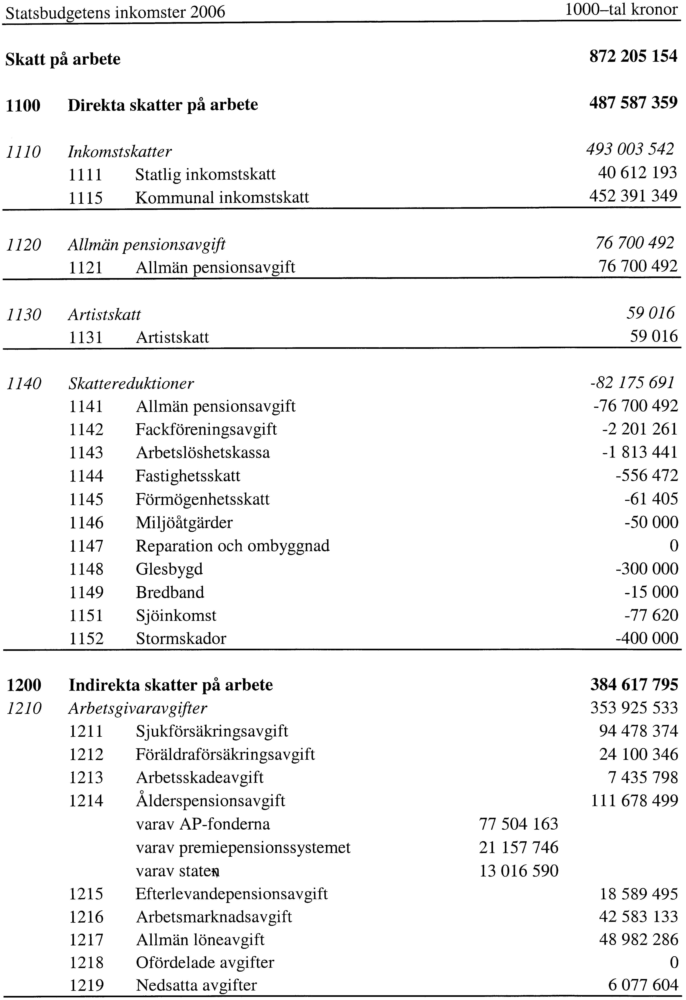 Statsbudgetens inkomster 2006 1000–tal kronor
Skatt på arbete 872 205 154
1100 Direkta skatter på arbete 487 587 359
1110 Inkomstskatter 493 003 542
1111 Statlig inkomstskatt 40 612 193
1115 Kommunal inkomstskatt 452 391 349
1120 Allmän pensionsavgift 76 700 492
1121 Allmän pensionsavgift 76 700 492
1130 Artistskatt 59 016
1131 Artistskatt 59 016
1140 Skattereduktioner -82 175 691
1141 Allmän pensionsavgift -76 700 492
1142 Fackföreningsavgift -2 201 261
1143 Arbetslöshetskassa -1 813 441
1144 Fastighetsskatt -556 472
1145 Förmögenhetsskatt -61 405
1146 Miljöåtgärder -50 000
1147 Reparation och ombyggnad 0
1148 Glesbygd -300 000
1149 Bredband -15 000
1151 Sjöinkomst -77 620
1152 Stormskador -400 000
1200 Indirekta skatter på arbete 384 617 795
1210 Arbetsgivaravgifter 353 925 533
1211 Sjukförsäkringsavgift 94 478 374
1212 Föräldraförsäkringsavgift 24 100 346
1213 Arbetsskadeavgift 7 435 798
1214 Ålderspensionsavgift 111 678 499
varav AP-fonderna 77 504 163
varav premiepensionssystemet 21 157 746
varav staten 13 016 590
1215 Efterlevandepensionsavgift 18 589 495
1216 Arbetsmarknadsavgift 42 583 133
1217 Allmän löneavgift 48 982 286
1218 Ofördelade avgifter 0
1219 Nedsatta avgifter 6 077 604